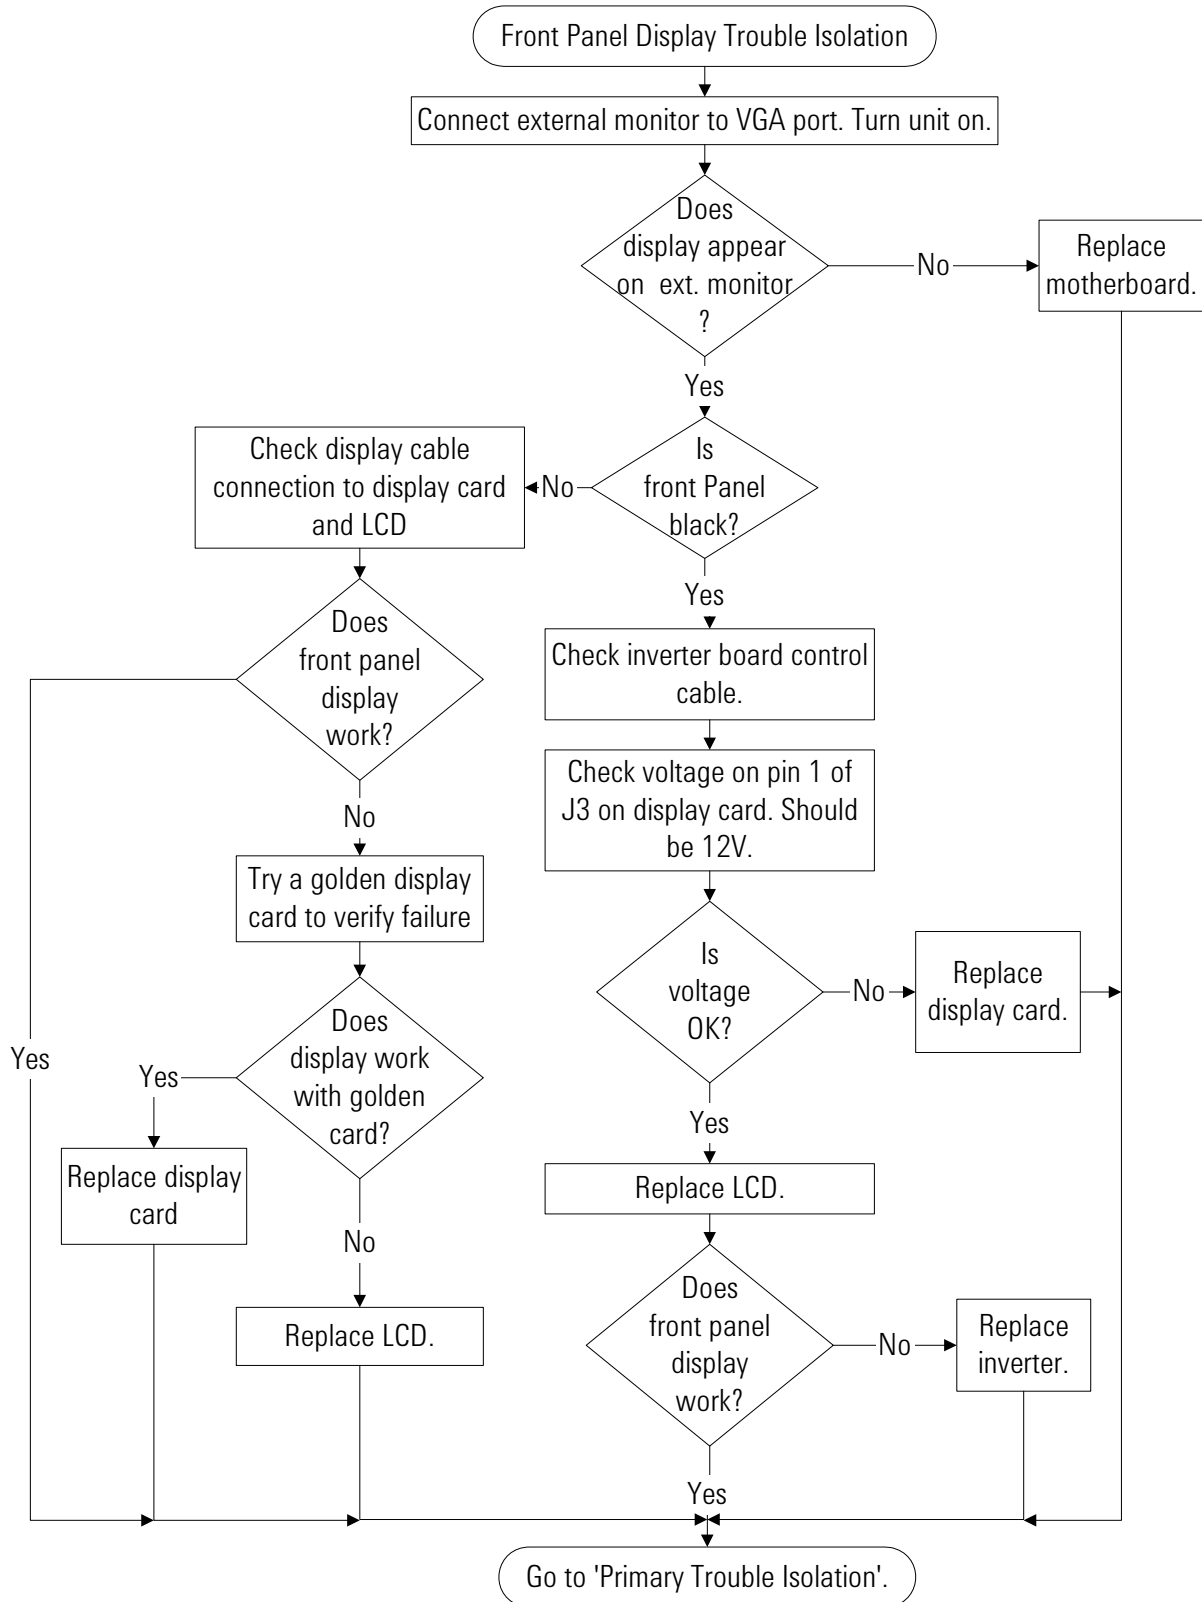 Front Panel Display Trouble Isolation
Connect external monitor to VGA port. Turn unit on.
Does
display appear
on ext. monitor
?
No
Replace
motherboard.
Yes
Is
front Panel
black?
No
Check display cable
connection to display card
and LCD
Yes
Does
front panel
display
work?
Check inverter board control
cable.
Check voltage on pin 1 of
J3 on display card. Should
be 12V.
No
Try a golden display
card to verify failure
Is
voltage
OK?
No
Replace
display card.
Does
display work
with golden
card?
Yes
Yes
Replace display
card
Yes
Replace LCD.
No
Replace LCD.
Does
front panel
display
work?
No
Replace
inverter.
Yes
Go to 'Primary Trouble Isolation'.